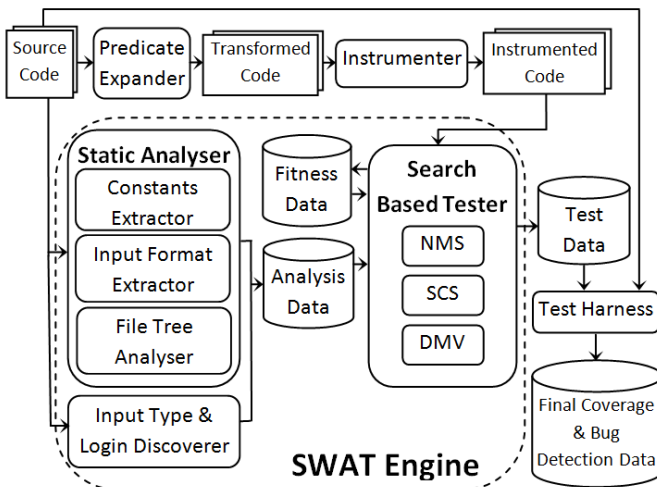 Source
Code
Predicate
Expander
Transformed
Code
Instrumenter
Instrumented
Code
Static Analyser
Constants
Extractor
Input Format
Extractor
File Tree
Analyser
Input Type &
Login Discoverer
Fitness
Data
Analysis
Data
Search
Based Tester
NMS
SCS
DMV
Test
Data
Test Harness
Final Coverage
& Bug
Detection Data
SWAT Engine